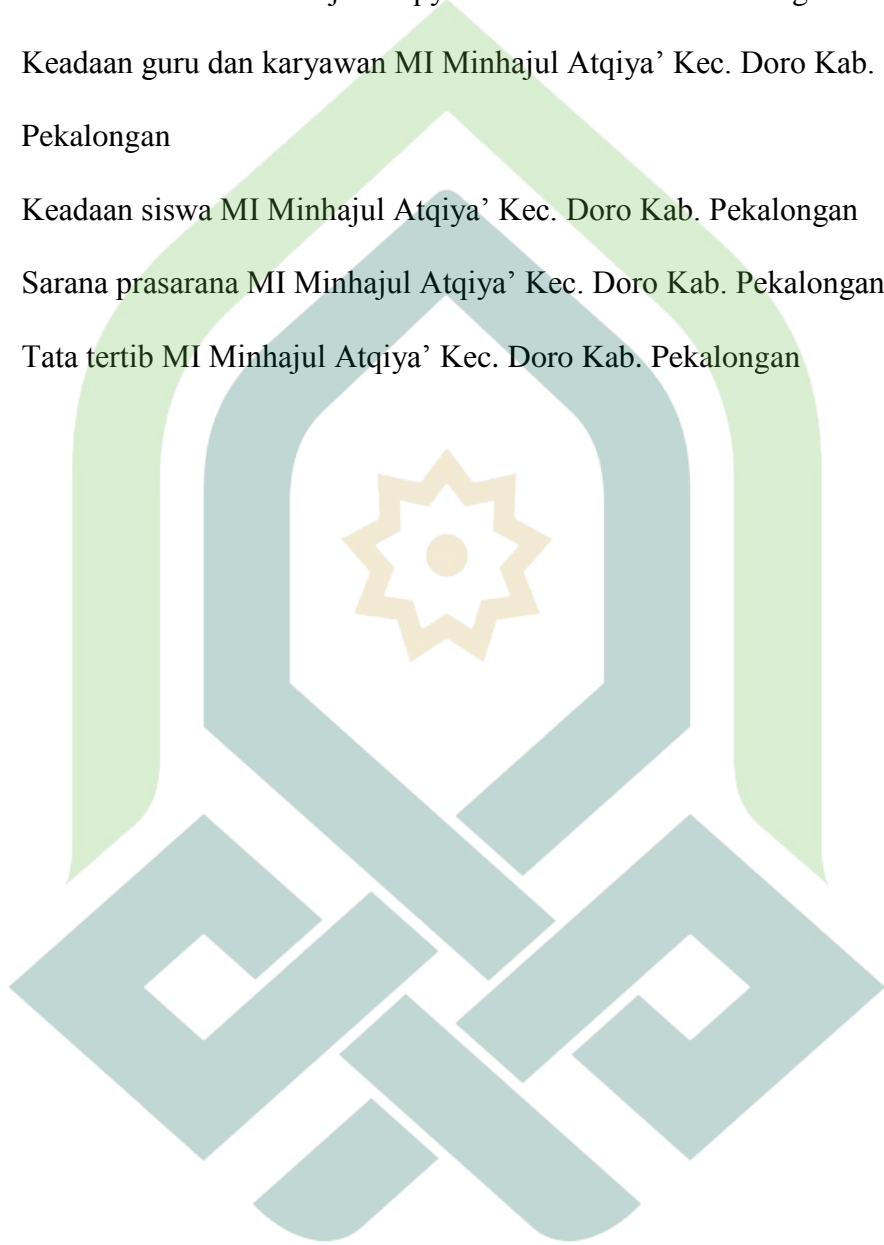 Keadaan guru dan karyawan MI Minhajul Atqiya’ Kec. Doro Kab.
Pekalongan
Keadaan siswa MI Minhajul Atqiya’ Kec. Doro Kab. Pekalongan
Sarana prasarana MI Minhajul Atqiya’ Kec. Doro Kab. Pekalongan
Tata tertib MI Minhajul Atqiya’ Kec. Doro Kab. Pekalongan